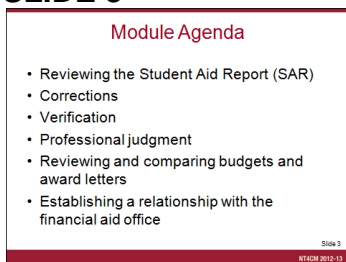 Module Agenda
• Reviewing the Student Aid Report (SAR)
• Corrections
• Verification
• Professional judgment
• Reviewing and comparing budgets and
award letters
• Establishing a relationship with the
financial aid office
Slide 3
NT4CM 2012-13